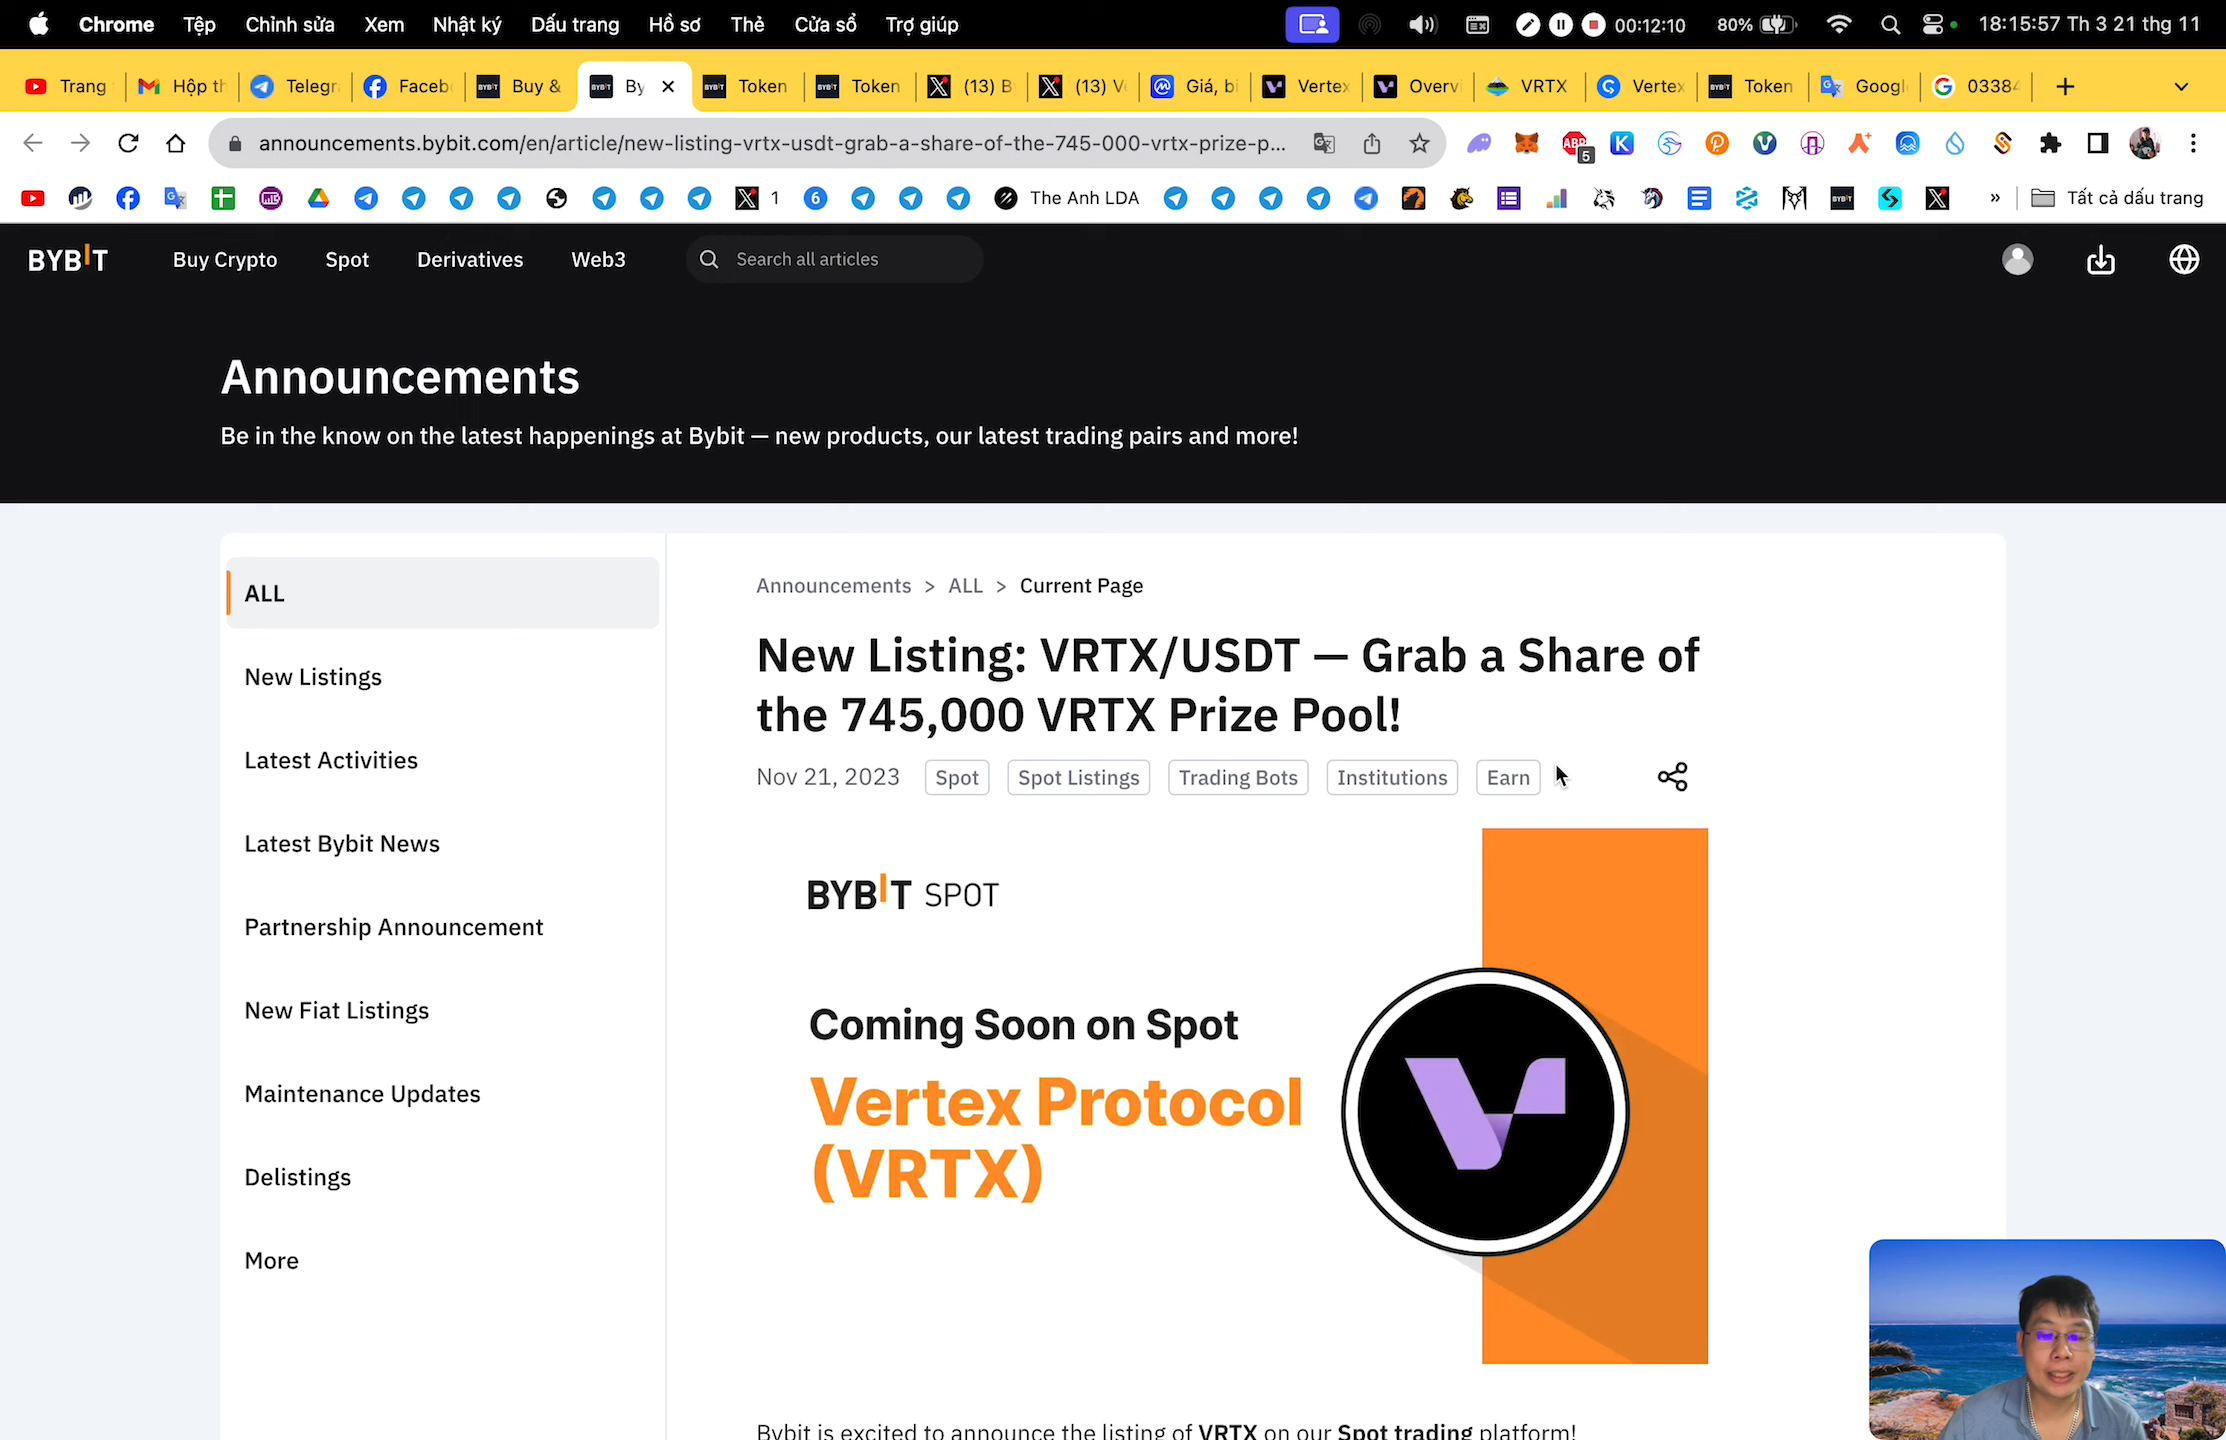 Chrome Tệp Chỉnh sửa Xem Nhật ký Dấu trang Hồ sơ Thẻ Cửa sổ Trợ giúp 00:12:10 80% 18:15:57 Th 3 21 thg 11
Trang Hộp th Telegr Faceb Buy & By Token Token (13) B (13) V Giá, bi Vertex Overvi VRTX Vertex Token Googl 0338
announcements.bybit.com/en/article/new-listing-vrtx-usdt-grab-a-share-of-the-745-000-vrtx-prize-p... ABP 5
1 6 The Anh LDA » Tất cả dấu trang
BYBIT Buy Crypto Spot Derivatives Web3 Search all articles
Announcements
Be in the know on the latest happenings at Bybit — new products, our latest trading pairs and more!
ALL
New Listings
Latest Activities
Latest Bybit News
Partnership Announcement
New Fiat Listings
Maintenance Updates
Delistings
More
Announcements > ALL > Current Page
New Listing: VRTX/USDT — Grab a Share of
the 745,000 VRTX Prize Pool!
Nov 21, 2023 Spot Spot Listings Trading Bots Institutions Earn
BYBIT SPOT
Coming Soon on Spot
Vertex Protocol
(VRTX)
Bybit is excited to announce the listing of VRTX on our Spot trading platform!